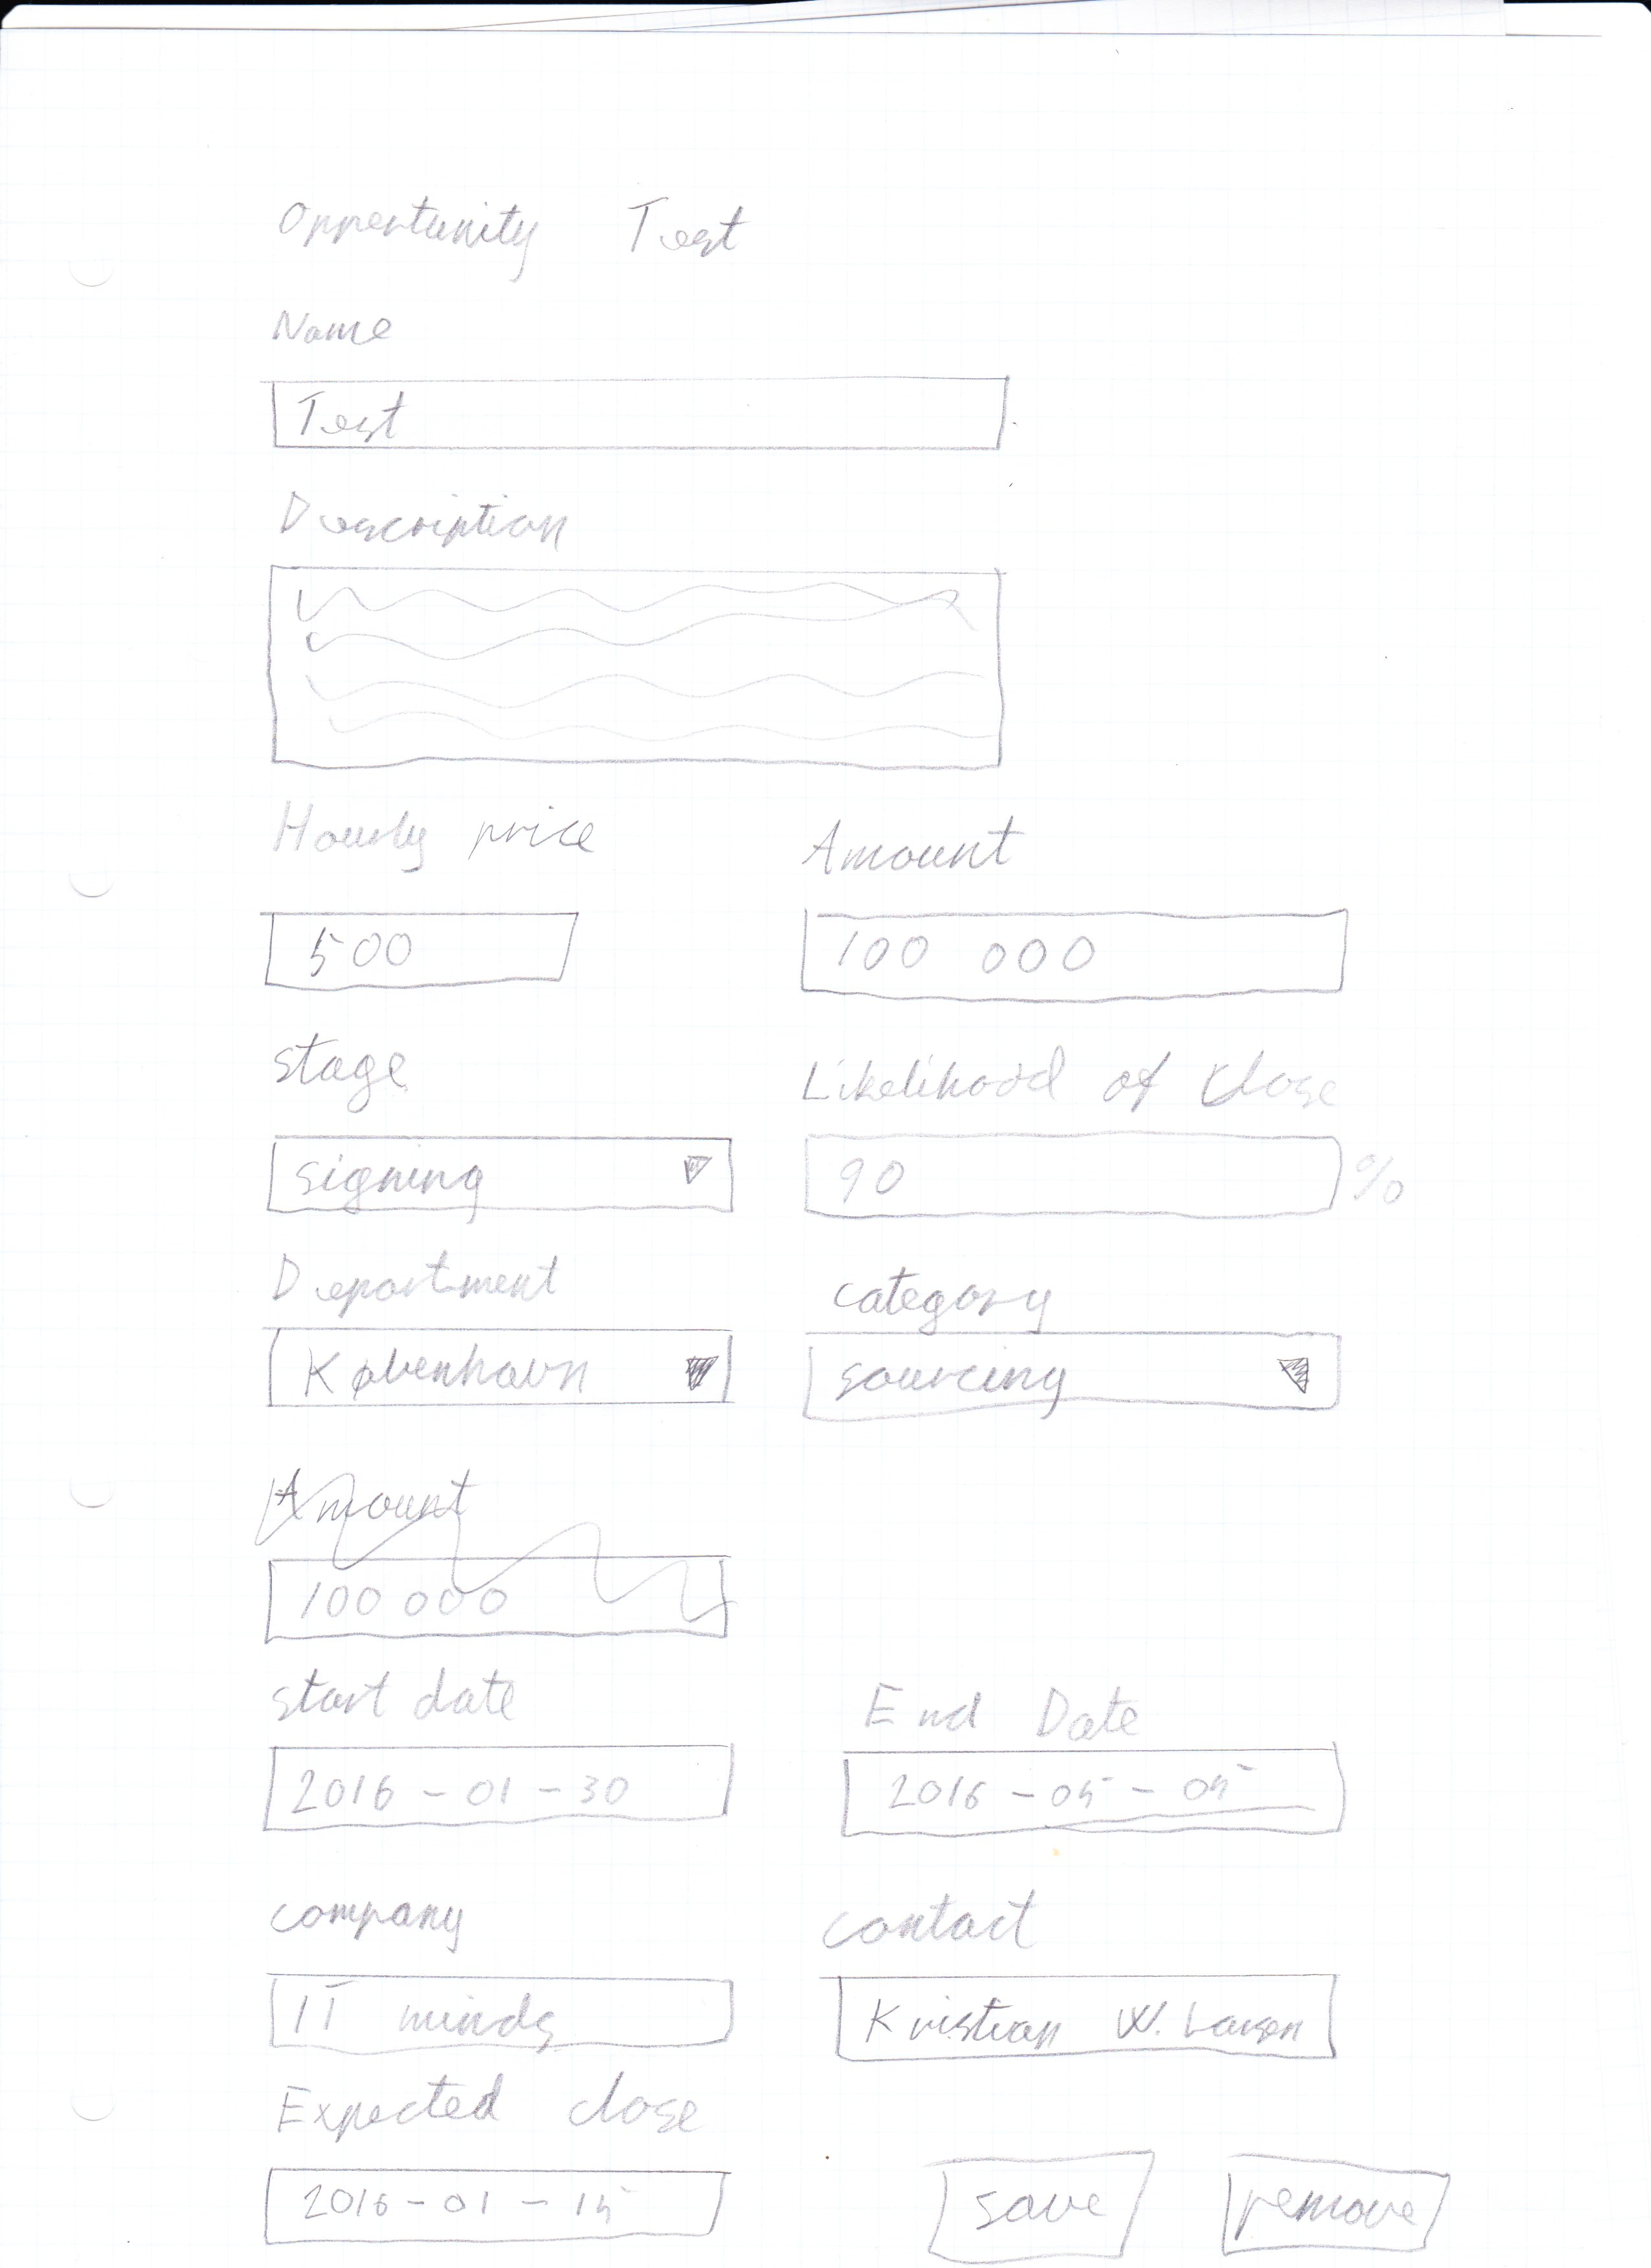 Oppertunity Test
Name
Test
Description
Hourly price
Amount
500
100 000
stage
Likelihood of close
signing
90 %
Department
category
København
sourcing
Amount
100 000
start date
End Date
2016 - 01 - 30
2016 - 05 - 05
company
contact
IT minds
Kristian W. Larsen
Expected close
2016 - 01 - 15
save
remove